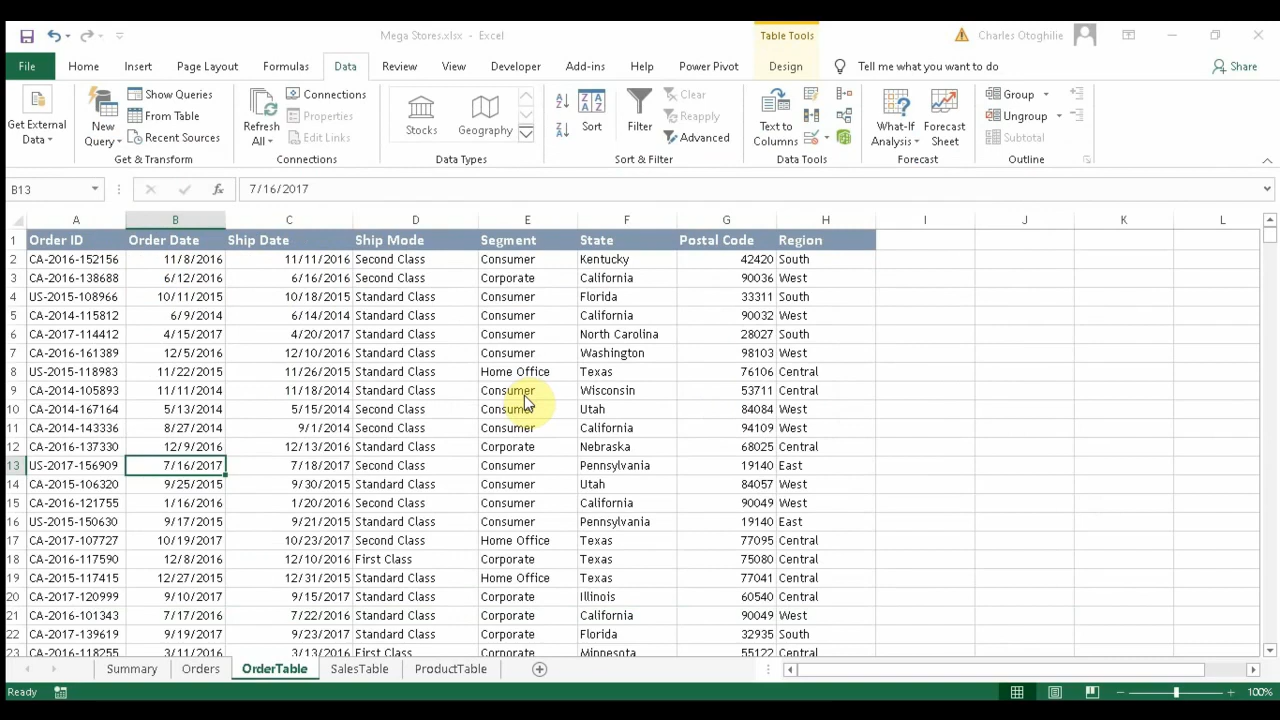 Mega Stores.xlsx - Excel
Table Tools
Charles Otoghilie
File Home Insert Page Layout Formulas Data Review View Developer Add-ins Help Power Pivot Design Tell me what you want to do Share
Get External Data
New Query
Show Queries
From Table
Recent Sources
Get & Transform
Refresh All
Connections
Properties
Edit Links
Connections
Stocks
Geography
Data Types
Sort
Filter
Clear
Reapply
Advanced
Sort & Filter
Text to Columns
Data Tools
What-If Analysis
Forecast Sheet
Forecast
Group
Ungroup
Subtotal
Outline
B13 fx 7/16/2017
A B C D E F G H I J K L
1 Order ID Order Date Ship Date Ship Mode Segment State Postal Code Region
2 CA-2016-152156 11/8/2016 11/11/2016 Second Class Consumer Kentucky 42420 South
3 CA-2016-138688 6/12/2016 6/16/2016 Second Class Corporate California 90036 West
4 US-2015-108966 10/11/2015 10/18/2015 Standard Class Consumer Florida 33311 South
5 CA-2014-115812 6/9/2014 6/14/2014 Standard Class Consumer California 90032 West
6 CA-2017-114412 4/15/2017 4/20/2017 Standard Class Consumer North Carolina 28027 South
7 CA-2016-161389 12/5/2016 12/10/2016 Standard Class Consumer Washington 98103 West
8 US-2015-118983 11/22/2015 11/26/2015 Standard Class Home Office Texas 76106 Central
9 CA-2014-105893 11/11/2014 11/18/2014 Standard Class Consumer Wisconsin 53711 Central
10 CA-2014-167164 5/13/2014 5/15/2014 Second Class Consumer Utah 84084 West
11 CA-2014-143336 8/27/2014 9/1/2014 Second Class Consumer California 94109 West
12 CA-2016-137330 12/9/2016 12/13/2016 Standard Class Corporate Nebraska 68025 Central
13 US-2017-156909 7/16/2017 7/18/2017 Second Class Consumer Pennsylvania 19140 East
14 CA-2015-106320 9/25/2015 9/30/2015 Standard Class Consumer Utah 84057 West
15 CA-2016-121755 1/16/2016 1/20/2016 Second Class Consumer California 90049 West
16 US-2015-150630 9/17/2015 9/21/2015 Standard Class Consumer Pennsylvania 19140 East
17 CA-2017-107727 10/19/2017 10/23/2017 Second Class Home Office Texas 77095 Central
18 CA-2016-117590 12/8/2016 12/10/2016 First Class Corporate Texas 75080 Central
19 CA-2015-117415 12/27/2015 12/31/2015 Standard Class Home Office Texas 77041 Central
20 CA-2017-120999 9/10/2017 9/15/2017 Standard Class Corporate Illinois 60540 Central
21 CA-2016-101343 7/17/2016 7/22/2016 Standard Class Corporate California 90049 West
22 CA-2017-139619 9/19/2017 9/23/2017 Standard Class Corporate Florida 32935 South
23 CA-2016-118255 3/11/2016 3/13/2016 First Class Corporate Minnesota 55122 Central
Summary Orders OrderTable SalesTable ProductTable
Ready 100%